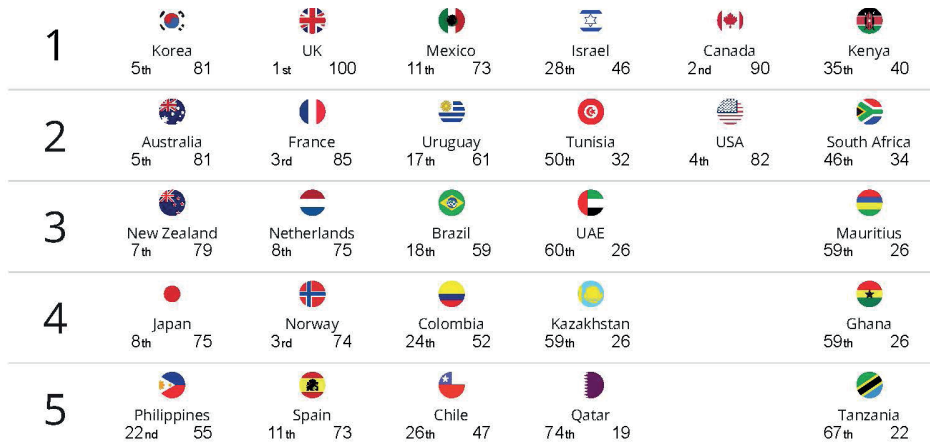 1
Korea UK Mexico Israel Canada Kenya
5th 81 1st 100 11th 73 28th 46 2nd 90 35th 40
2
Australia France Uruguay Tunisia USA South Africa
5th 81 3rd 85 17th 61 50th 32 4th 82 46th 34
3
New Zealand Netherlands Brazil UAE Mauritius
7th 79 8th 75 18th 59 60th 26 59th 26
4
Japan Norway Colombia Kazakhstan Ghana
8th 75 3rd 74 24th 52 59th 26 59th 26
5
Philippines Spain Chile Qatar Tanzania
22nd 55 11th 73 26th 47 74th 19 67th 22